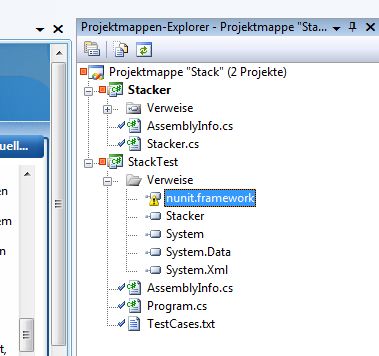 Projektmappen-Explorer - Projektmappe "Sta...
Projektmappe "Stack" (2 Projekte)
Stacker
Verweise
AssemblyInfo.cs
Stacker.cs
StackTest
Verweise
nunit.framework
Stacker
System
System.Data
System.Xml
AssemblyInfo.cs
Program.cs
TestCases.txt
uell...
en
em